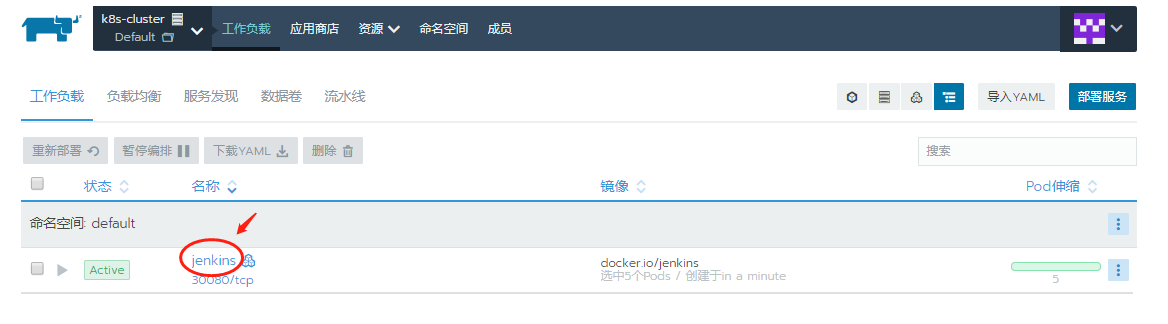 k8s-cluster
Default
工作负载 应用商店 资源 命名空间 成员
工作负载 负载均衡 服务发现 数据卷 流水线
导入YAML 部署服务
重新部署 暂停编排 下载YAML 删除 搜索
状态 名称 镜像 Pod伸缩
命名空间: default
Active jenkins docker.io/jenkins
30080/tcp 选中5个Pods / 创建于in a minute 5